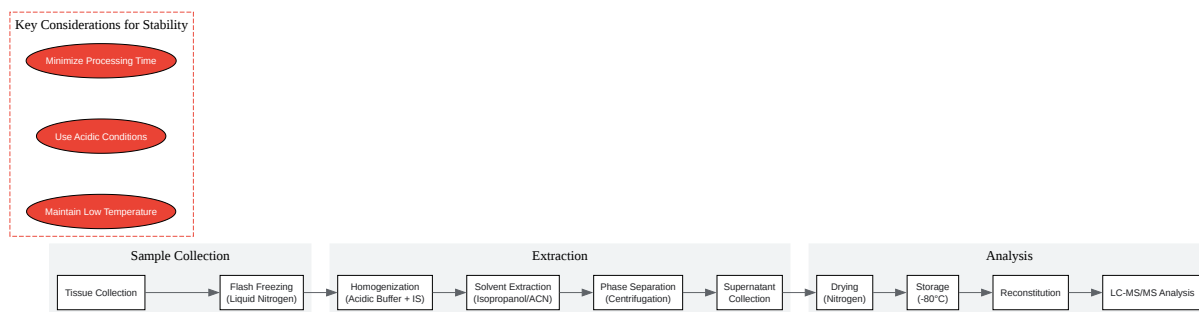 Key Considerations for Stability
Minimize Processing Time
Use Acidic Conditions
Maintain Low Temperature
Sample Collection
Tissue Collection
Flash Freezing
(Liquid Nitrogen)
Extraction
Homogenization
(Acidic Buffer + IS)
Solvent Extraction
(Isopropanol/ACN)
Phase Separation
(Centrifugation)
Supernatant
Collection
Analysis
Drying
(Nitrogen)
Storage
(-80°C)
Reconstitution
LC-MS/MS Analysis